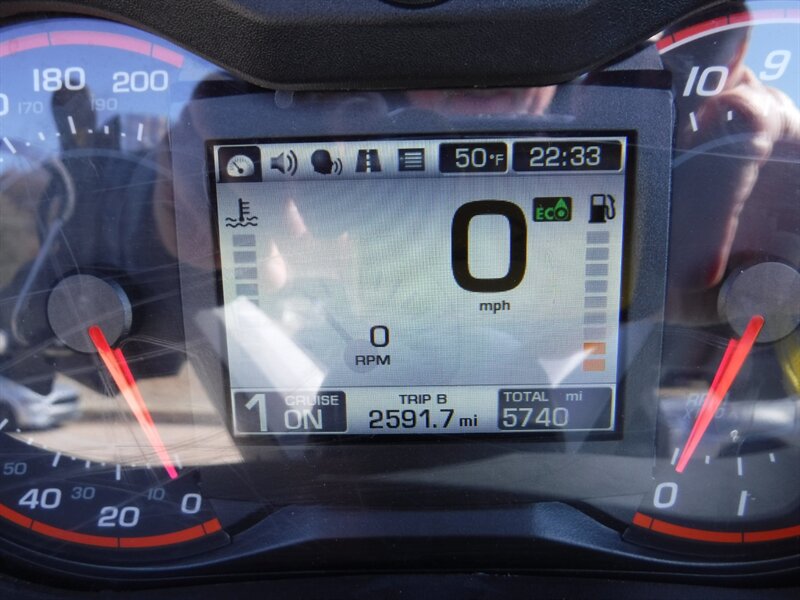 180 200
170 190
10 9
50°F 22:33
0 ECO
mph
0
RPM
1 CRUISE ON
TRIP B
2591.7 mi
TOTAL mi
5740
50 40 30 20 10 0
0 1